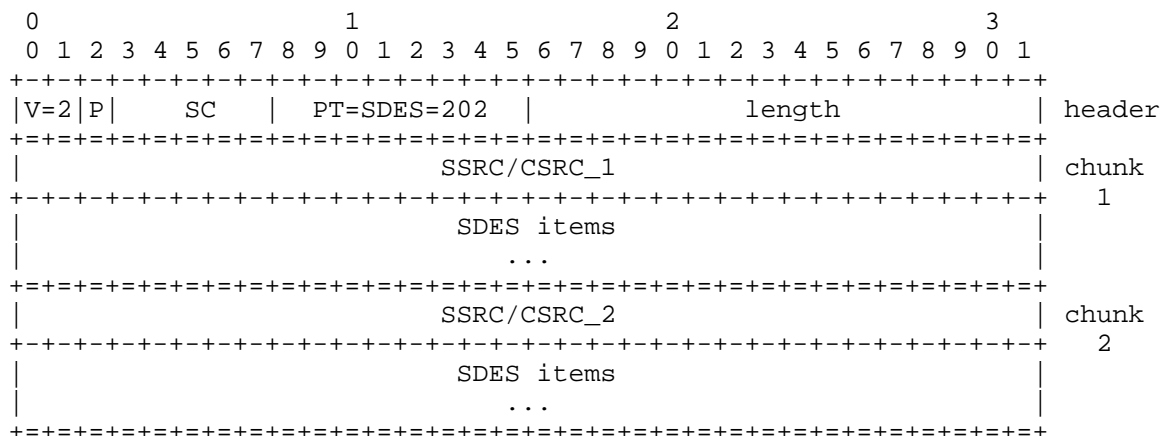 0                   1                   2                   3
 0 1 2 3 4 5 6 7 8 9 0 1 2 3 4 5 6 7 8 9 0 1 2 3 4 5 6 7 8 9 0 1
+-+-+-+-+-+-+-+-+-+-+-+-+-+-+-+-+-+-+-+-+-+-+-+-+-+-+-+-+-+-+-+-+
|V=2|P|    SC   |  PT=SDES=202  |             length            | header
+=+=+=+=+=+=+=+=+=+=+=+=+=+=+=+=+=+=+=+=+=+=+=+=+=+=+=+=+=+=+=+=+
|                          SSRC/CSRC_1                          | chunk
+-+-+-+-+-+-+-+-+-+-+-+-+-+-+-+-+-+-+-+-+-+-+-+-+-+-+-+-+-+-+-+-+   1
|                           SDES items                          |
|                              ...                              |
+=+=+=+=+=+=+=+=+=+=+=+=+=+=+=+=+=+=+=+=+=+=+=+=+=+=+=+=+=+=+=+=+
|                          SSRC/CSRC_2                          | chunk
+-+-+-+-+-+-+-+-+-+-+-+-+-+-+-+-+-+-+-+-+-+-+-+-+-+-+-+-+-+-+-+-+   2
|                           SDES items                          |
|                              ...                              |
+=+=+=+=+=+=+=+=+=+=+=+=+=+=+=+=+=+=+=+=+=+=+=+=+=+=+=+=+=+=+=+=+